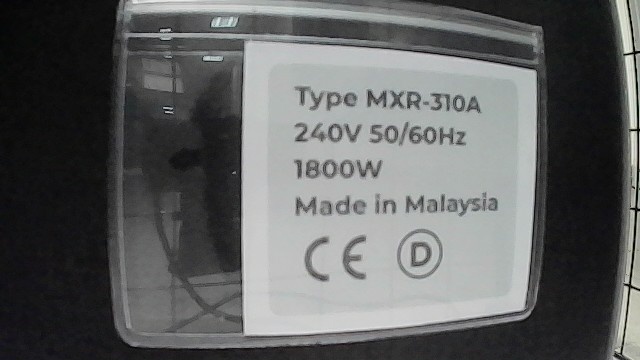 Type MXR-310A
240V 50/60Hz
1800W
Made in Malaysia
CE D